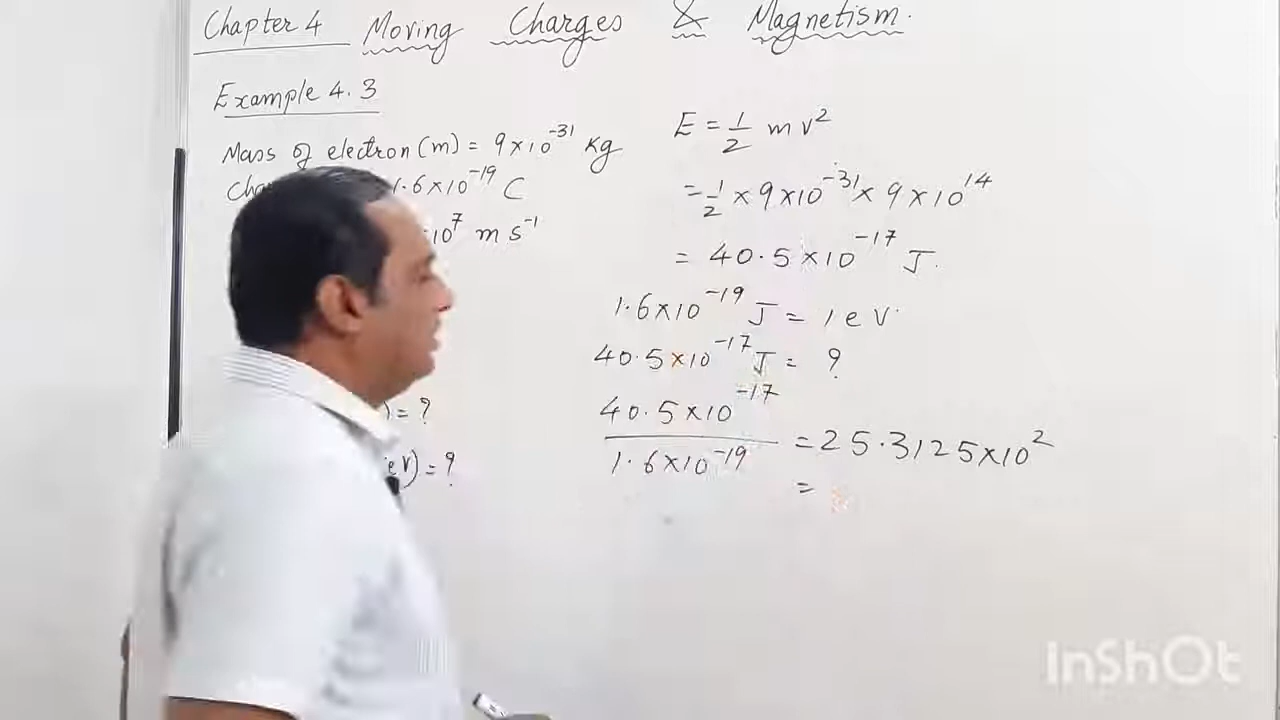 Chapter 4 Moving Charges & Magnetism.
Example 4.3
Mass of electron (m) = 9×10⁻³¹ Kg
1.6×10⁻¹⁹ C
10⁷ m s⁻¹
) = ?
eV) = ?
E = 1/2 m v²
= 1/2 × 9×10⁻³¹ × 9×10¹⁴
= 40.5×10⁻¹⁷ J.
1.6×10⁻¹⁹ J = 1 eV.
40.5×10⁻¹⁷ J = ?
40.5×10⁻¹⁷ / 1.6×10⁻¹⁹ = 25.3125×10²
=
InShOt